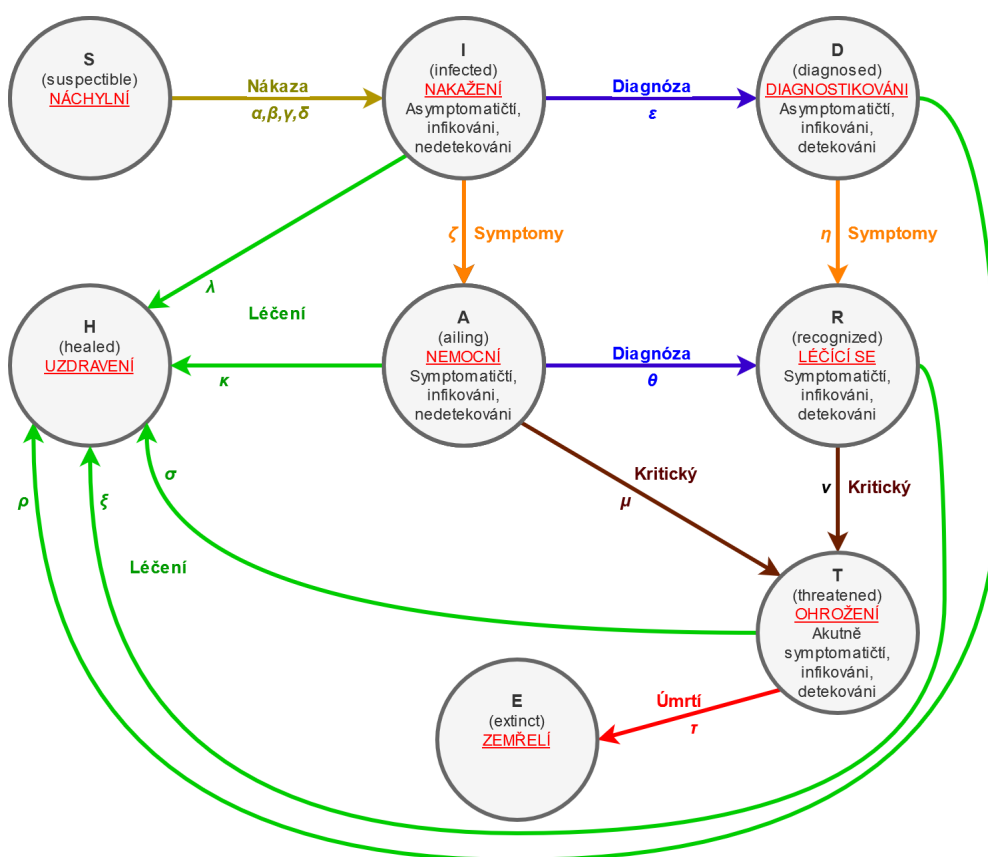 S
(suspectible)
NÁCHYLNÍ
Nákaza
α,β,γ,δ
I
(infected)
NAKAŽENÍ
Asymptomatičtí,
infikováni,
nedetekováni
Diagnóza
ε
D
(diagnosed)
DIAGNOSTIKOVÁNI
Asymptomatičtí,
infikováni,
detekováni
ζ Symptomy
η Symptomy
λ
Léčení
H
(healed)
UZDRAVENÍ
κ
A
(ailing)
NEMOCNÍ
Symptomatičtí,
infikováni,
nedetekováni
Diagnóza
θ
R
(recognized)
LÉČÍCÍ SE
Symptomatičtí,
infikováni,
detekováni
ρ
ξ
σ
Léčení
Kritický
μ
ν Kritický
T
(threatened)
OHROŽENÍ
Akutně
symptomatičtí,
infikováni,
detekováni
Úmrtí
τ
E
(extinct)
ZEMŘELÍ